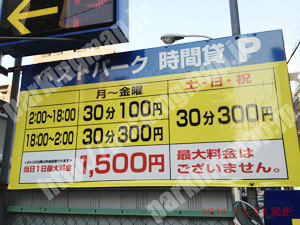 ストパーク 時間貸 P
月〜金曜 土・日・祝
2:00〜18:00 30分100円 30分300円
18:00〜2:00 30分300円
当日1日最大料金 1,500円 最大料金は
ございません。